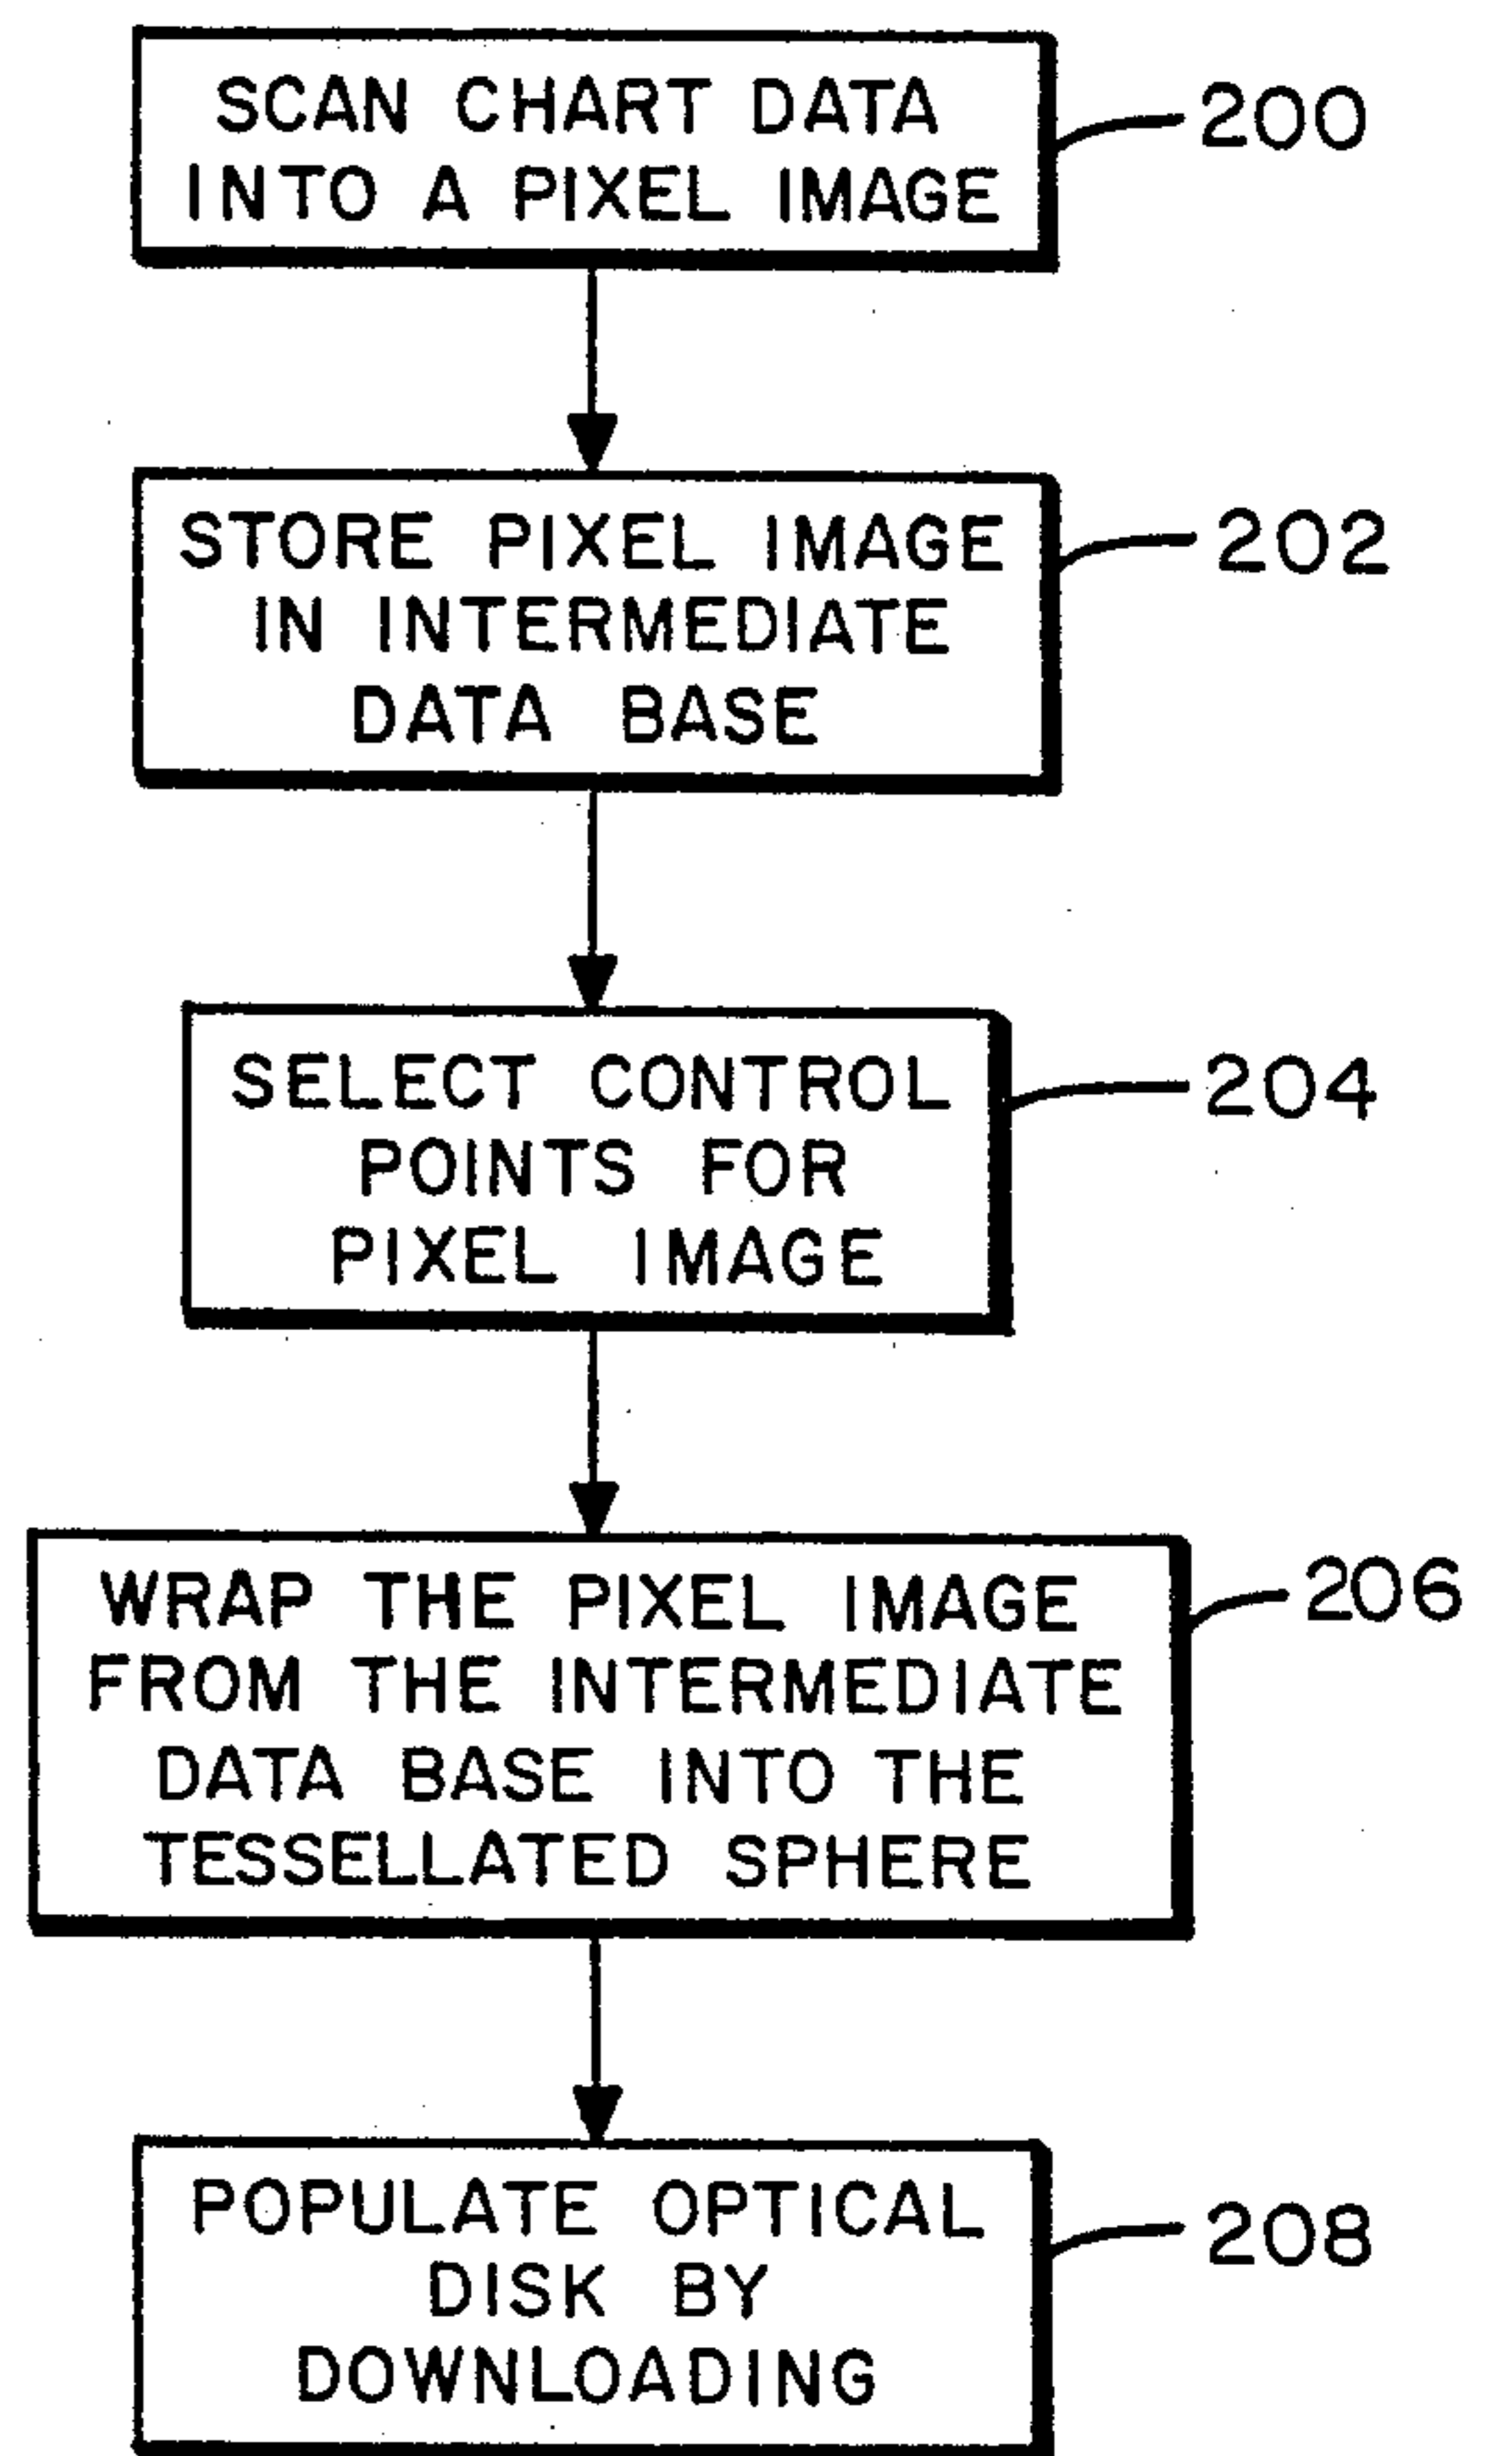 SCAN CHART DATA
INTO A PIXEL IMAGE
200
STORE PIXEL IMAGE
IN INTERMEDIATE
DATA BASE
202
SELECT CONTROL
POINTS FOR
PIXEL IMAGE
204
WRAP THE PIXEL IMAGE
FROM THE INTERMEDIATE
DATA BASE INTO THE
TESSELLATED SPHERE
206
POPULATE OPTICAL
DISK BY
DOWNLOADING
208